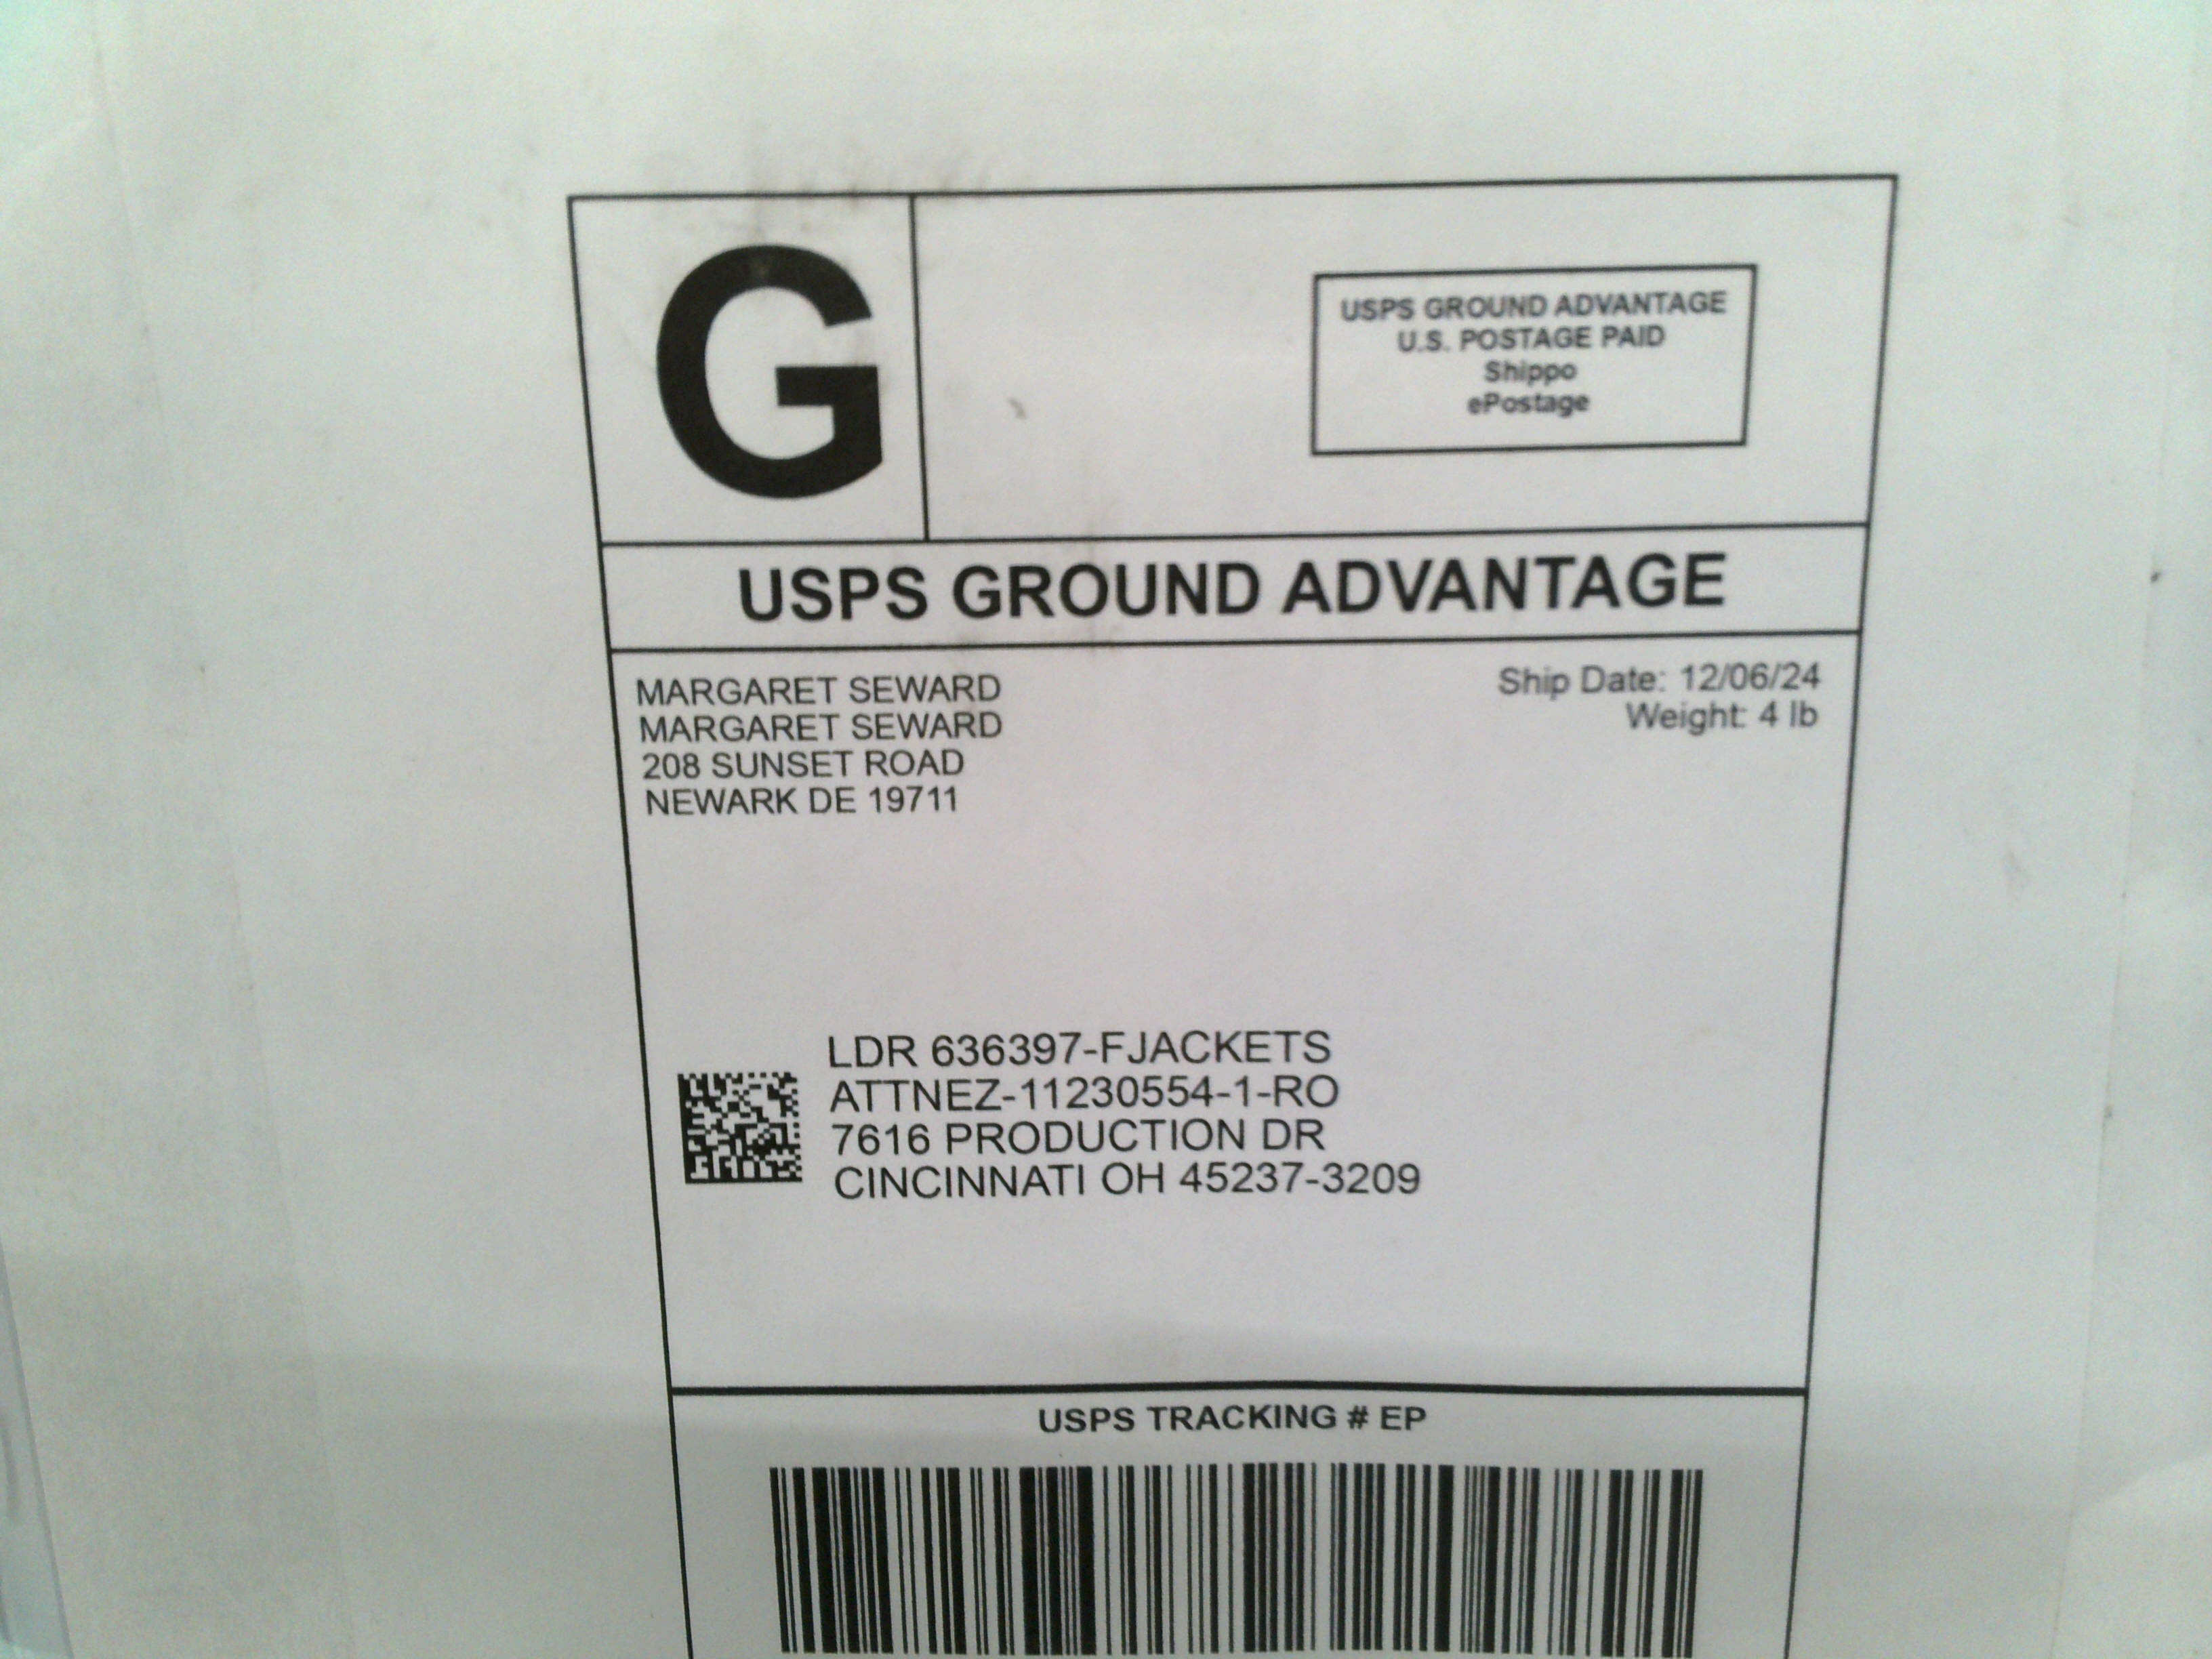 G
USPS GROUND ADVANTAGE
U.S. POSTAGE PAID
Shippo
ePostage
USPS GROUND ADVANTAGE
MARGARET SEWARD
MARGARET SEWARD
208 SUNSET ROAD
NEWARK DE 19711
Ship Date: 12/06/24
Weight: 4 lb
LDR 636397-FJACKETS
ATTNEZ-11230554-1-RO
7616 PRODUCTION DR
CINCINNATI OH 45237-3209
USPS TRACKING # EP